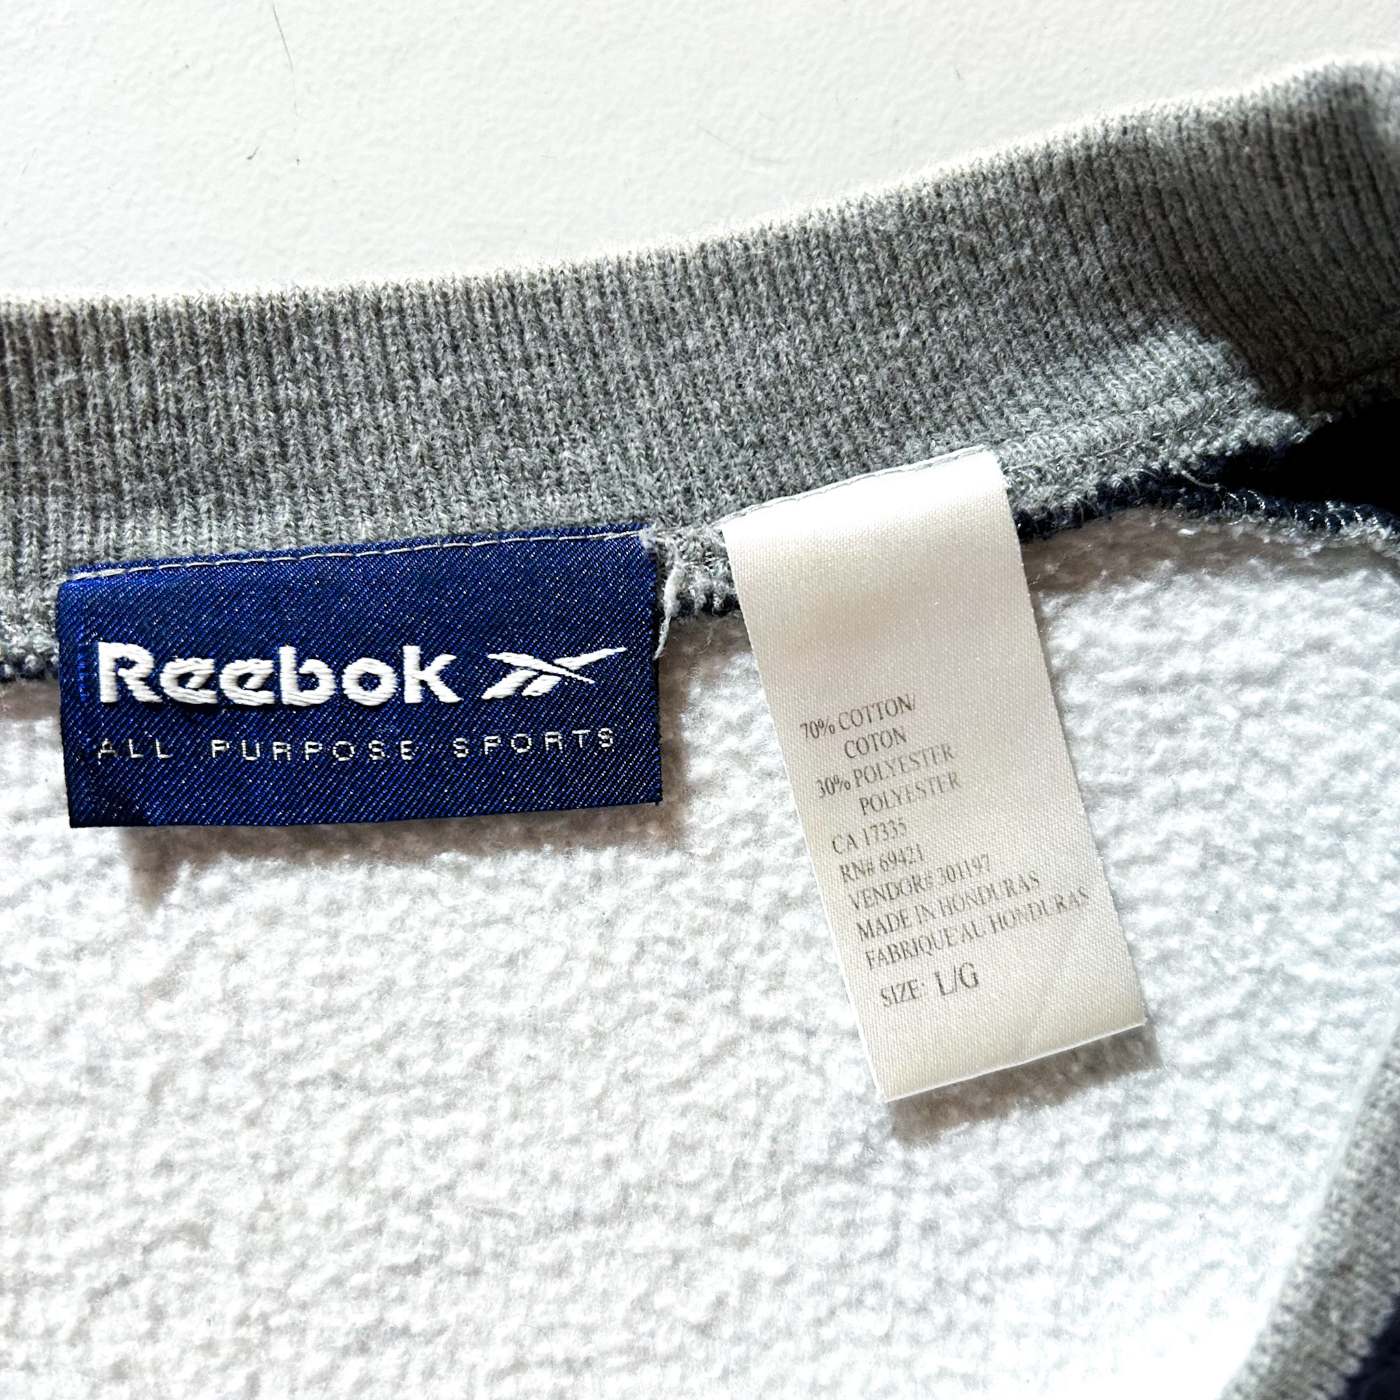 Reebok
ALL PURPOSE SPORTS
70% COTTON/
COTON
30% POLYESTER
POLYESTER
CA 17335
RN# 69421
VENDOR# 301197
MADE IN HONDURAS
FABRIQUE AL HONDURAS
SIZE: L/G